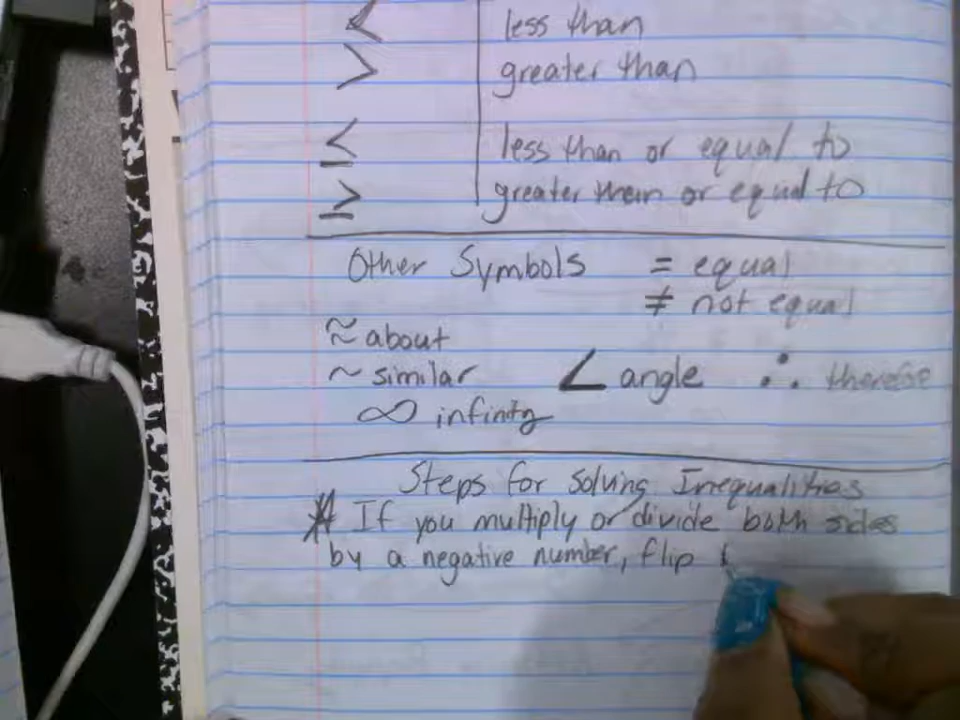 < less than
> greater than
≤ less than or equal to
≥ greater than or equal to
Other Symbols = equal
≠ not equal
≈ about
~ similar ∠ angle ∴ therefore
∞ infinity
Steps for solving Inequalities
* If you multiply or divide both sides
by a negative number, flip